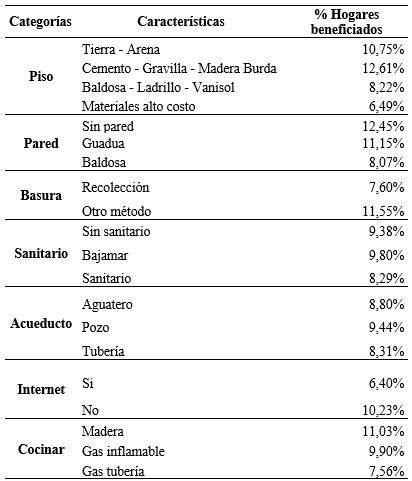 Categorías Características % Hogares beneficiados
Piso
Tierra - Arena 10,75%
Cemento - Gravilla - Madera Burda 12,61%
Baldosa - Ladrillo - Vanisol 8,22%
Materiales alto costo 6,49%
Pared
Sin pared 12,45%
Guadua 11,15%
Baldosa 8,07%
Basura
Recolección 7,60%
Otro método 11,55%
Sanitario
Sin sanitario 9,38%
Bajamar 9,80%
Sanitario 8,29%
Acueducto
Aguatero 8,80%
Pozo 9,44%
Tubería 8,31%
Internet
Si 6,40%
No 10,23%
Cocinar
Madera 11,03%
Gas inflamable 9,90%
Gas tubería 7,56%